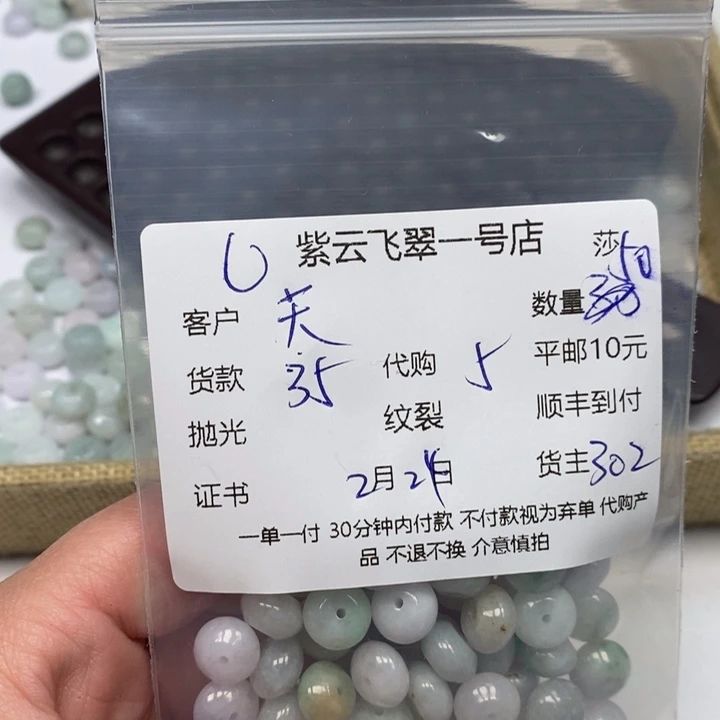 紫云飞翠一号店 莎
客户 数量 50
货款 35 代购 5 平邮10元
抛光 纹裂 顺丰到付
证书 2月24日 货主302
一单一付 30分钟内付款 不付款视为弃单 代购产
品 不退不换 介意慎拍